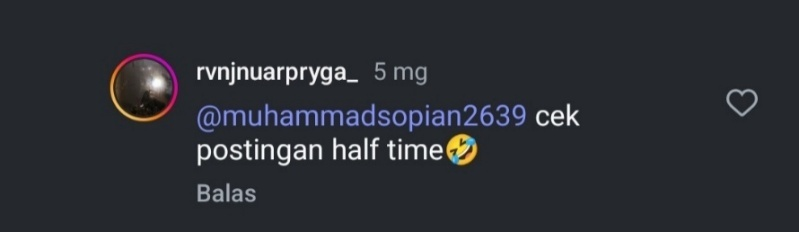 rvnjnuarpryga_ 5 mg
@muhammadsopian2639 cek
postingan half time🤣
Balas